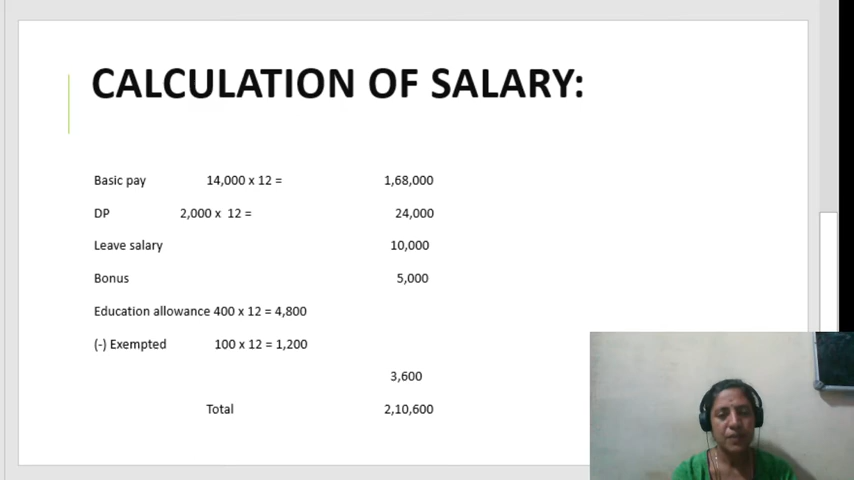 CALCULATION OF SALARY:
Basic pay 14,000 x 12 = 1,68,000
DP 2,000 x 12 = 24,000
Leave salary 10,000
Bonus 5,000
Education allowance 400 x 12 = 4,800
(-) Exempted 100 x 12 = 1,200
3,600
Total 2,10,600